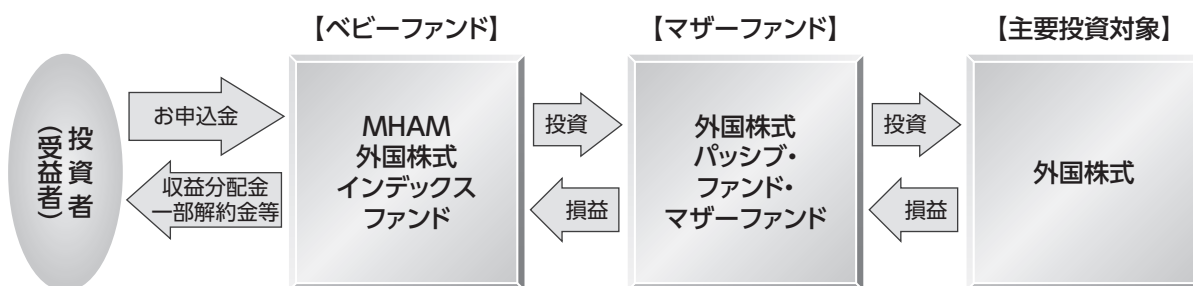 【ベビーファンド】
【マザーファンド】
【主要投資対象】
投資者
(受益者)
お申込金
収益分配金
一部解約金等
MHAM
外国株式
インデックス
ファンド
投資
損益
外国株式
パッシブ・
ファンド・
マザーファンド
投資
損益
外国株式